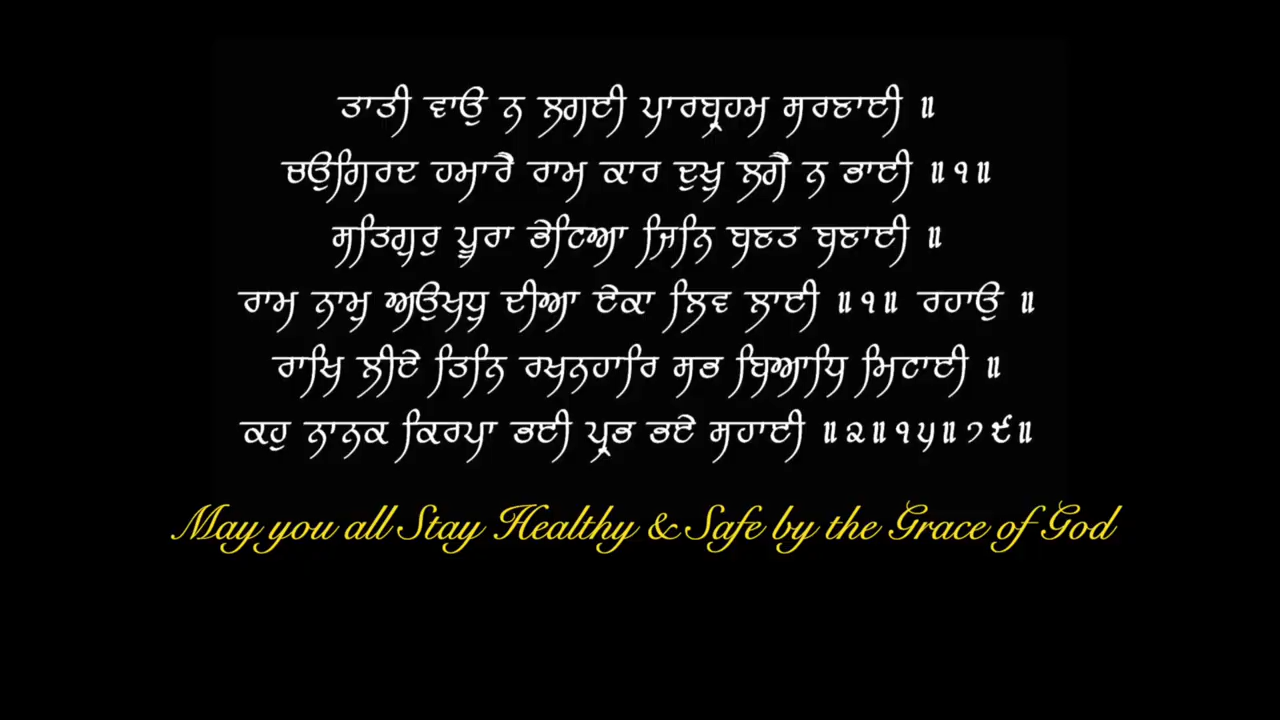 ਤਾਤੀ ਵਾਉ ਨ ਲਗਈ ਪਾਰਬ੍ਰਹਮ ਸਰਣਾਈ ॥
ਚਉਗਿਰਦ ਹਮਾਰੈ ਰਾਮ ਕਾਰ ਦੁਖੁ ਲਗੈ ਨ ਭਾਈ ॥੧॥
ਸਤਿਗੁਰੁ ਪੂਰਾ ਭੇਟਿਆ ਜਿਨਿ ਬਣਤ ਬਣਾਈ ॥
ਰਾਮ ਨਾਮੁ ਅਉਖਧੁ ਦੀਆ ਏਕਾ ਲਿਵ ਲਾਈ ॥੧॥ ਰਹਾਉ ॥
ਰਾਖਿ ਲੀਏ ਤਿਨਿ ਰਖਨਹਾਰਿ ਸਭ ਬਿਆਧਿ ਮਿਟਾਈ ॥
ਕਹੁ ਨਾਨਕ ਕਿਰਪਾ ਭਈ ਪ੍ਰਭ ਭਏ ਸਹਾਈ ॥੨॥੧੫॥੭੯॥
May you all Stay Healthy & Safe by the Grace of God